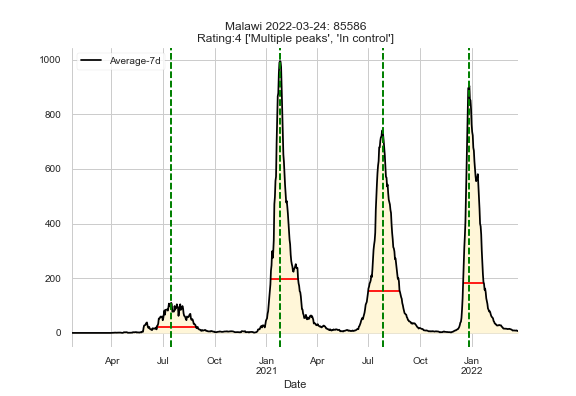 Malawi 2022-03-24: 85586
Rating:4 ['Multiple peaks', 'In control']
Average-7d
1000
800
600
400
200
0
Apr
Jul
Oct
Jan
2021
Apr
Jul
Oct
Jan
2022
Date